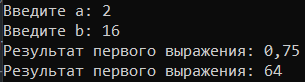 Введите a: 2
Введите b: 16
Результат первого выражения: 0,75
Результат первого выражения: 64